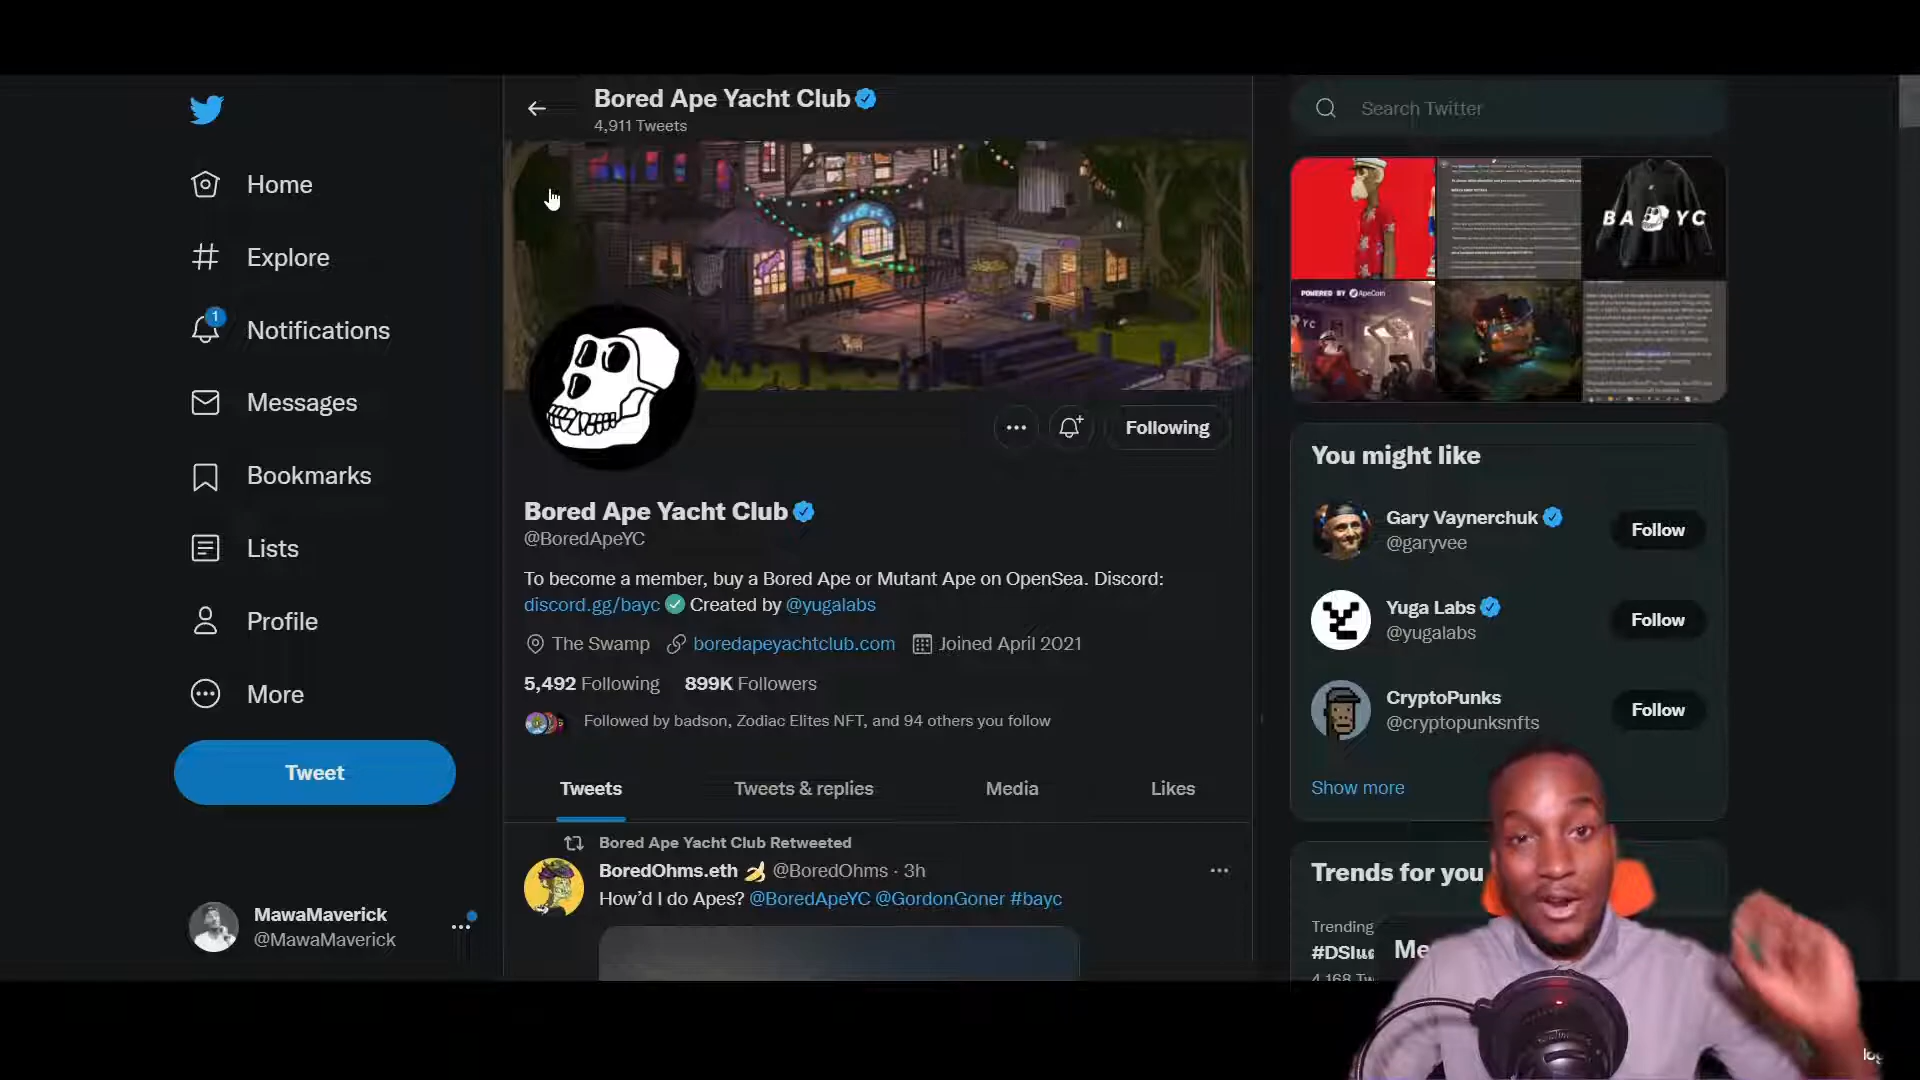 Bored Ape Yacht Club
4,911 Tweets
Home
Explore
1
Notifications
Messages
Bookmarks
Lists
Profile
More
Tweet
MawaMaverick
@MawaMaverick
Following
Bored Ape Yacht Club
@BoredApeYC
To become a member, buy a Bored Ape or Mutant Ape on OpenSea. Discord:
discord.gg/bayc ✅ Created by @yugalabs
The Swamp boredapeyachtclub.com Joined April 2021
5,492 Following 899K Followers
Followed by badson, Zodiac Elites NFT, and 94 others you follow
Tweets Tweets & replies Media Likes
Bored Ape Yacht Club Retweeted
BoredOhms.eth 🍌 @BoredOhms · 3h
How'd I do Apes? @BoredApeYC @GordonGoner #bayc
Search Twitter
BA YC
POWERED BY ApeCoin
You might like
Gary Vaynerchuk
@garyvee
Follow
Yuga Labs
@yugalabs
Follow
CryptoPunks
@cryptopunksnfts
Follow
Show more
Trends for you
Trending
Me